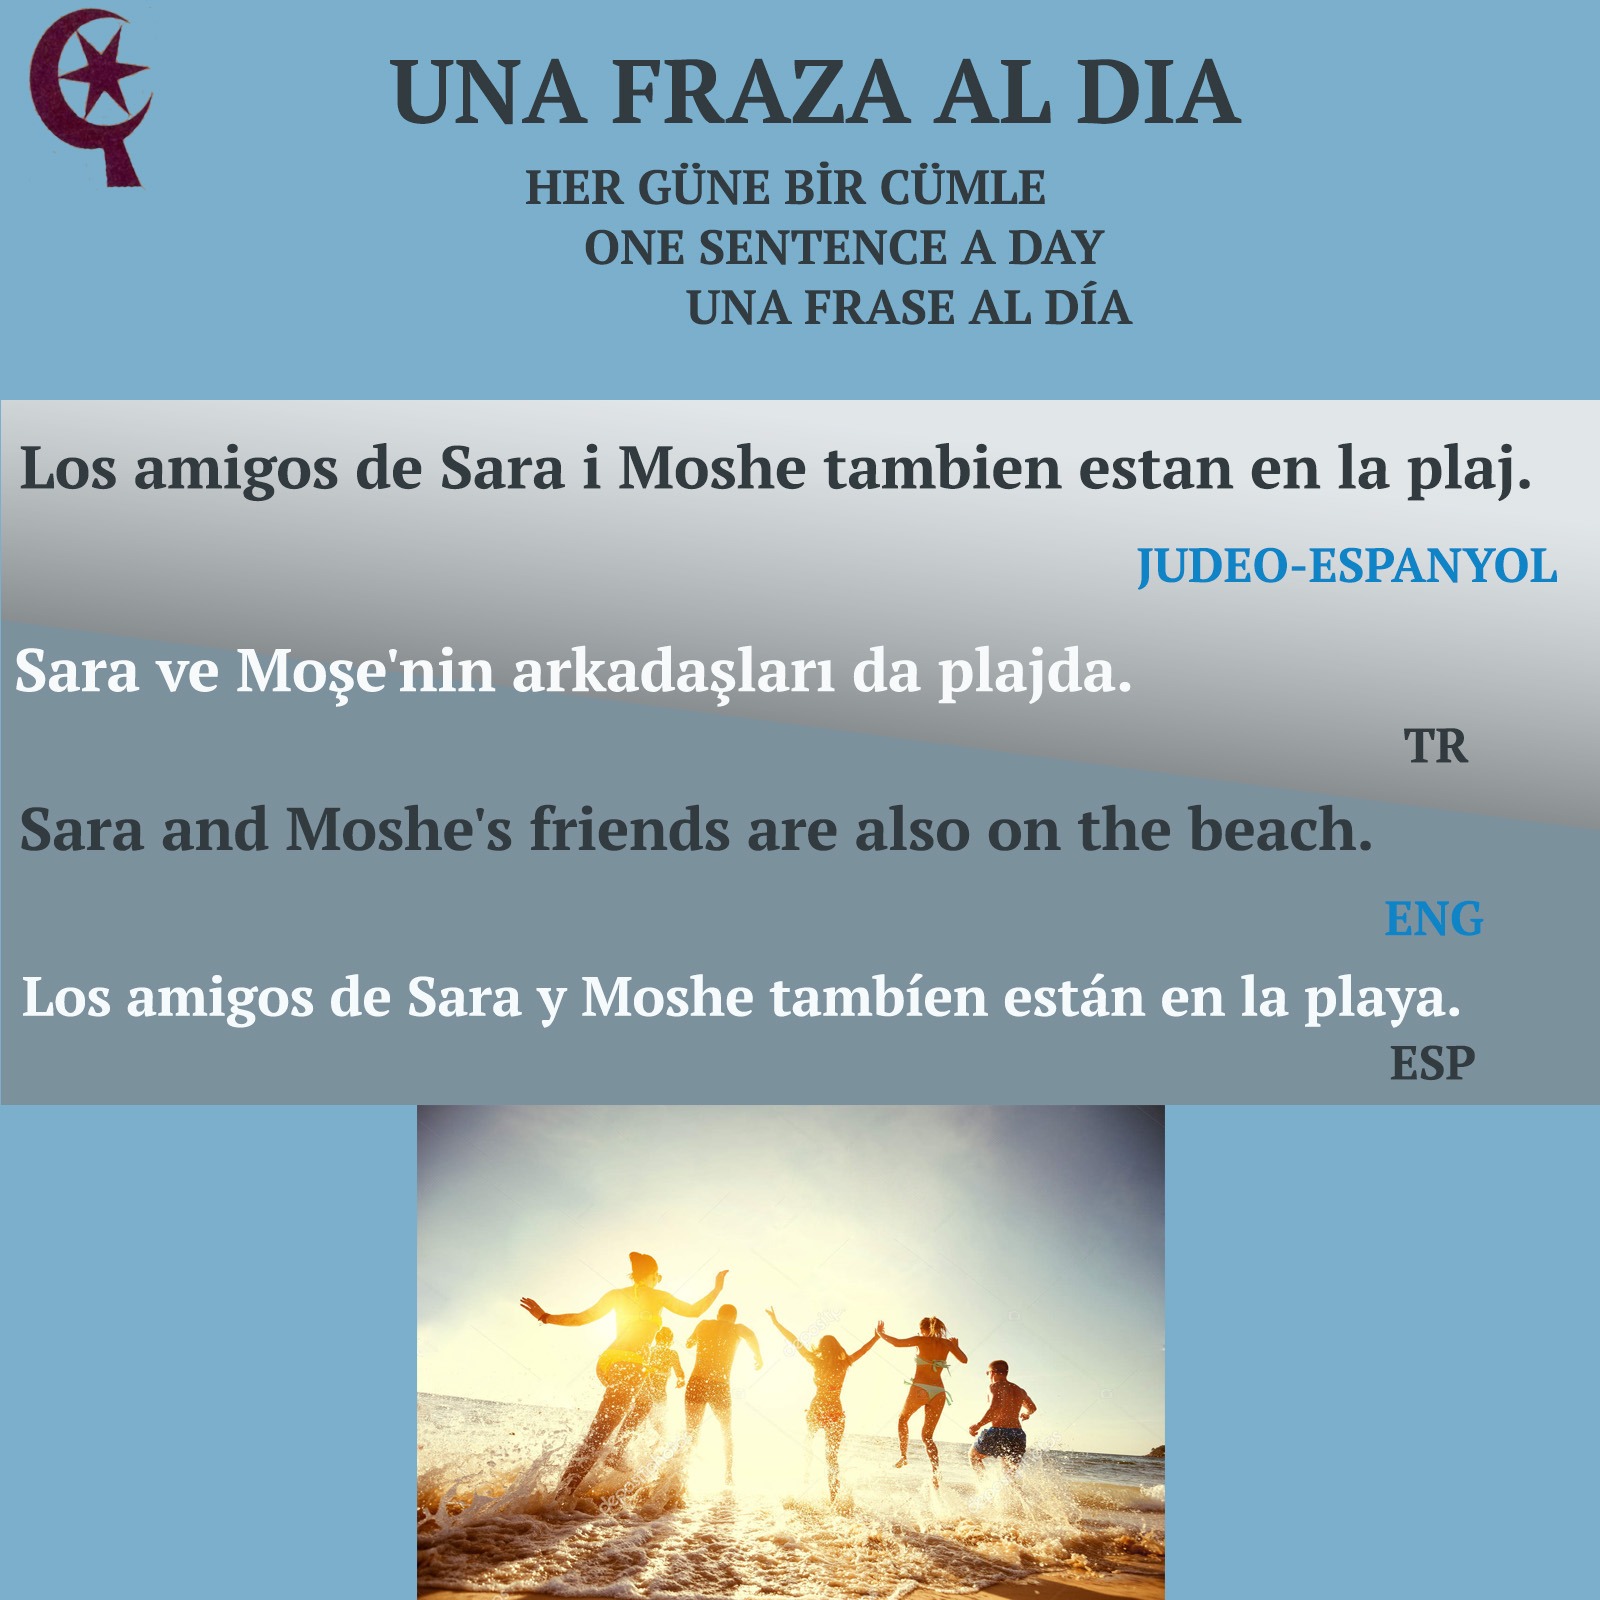 UNA FRAZA AL DIA
HER GÜNE BİR CÜMLE
ONE SENTENCE A DAY
UNA FRASE AL DÍA
Los amigos de Sara i Moshe tambien estan en la plaj.
JUDEO-ESPANYOL
Sara ve Moşe'nin arkadaşları da plajda.
TR
Sara and Moshe's friends are also on the beach.
ENG
Los amigos de Sara y Moshe tambíen están en la playa.
ESP